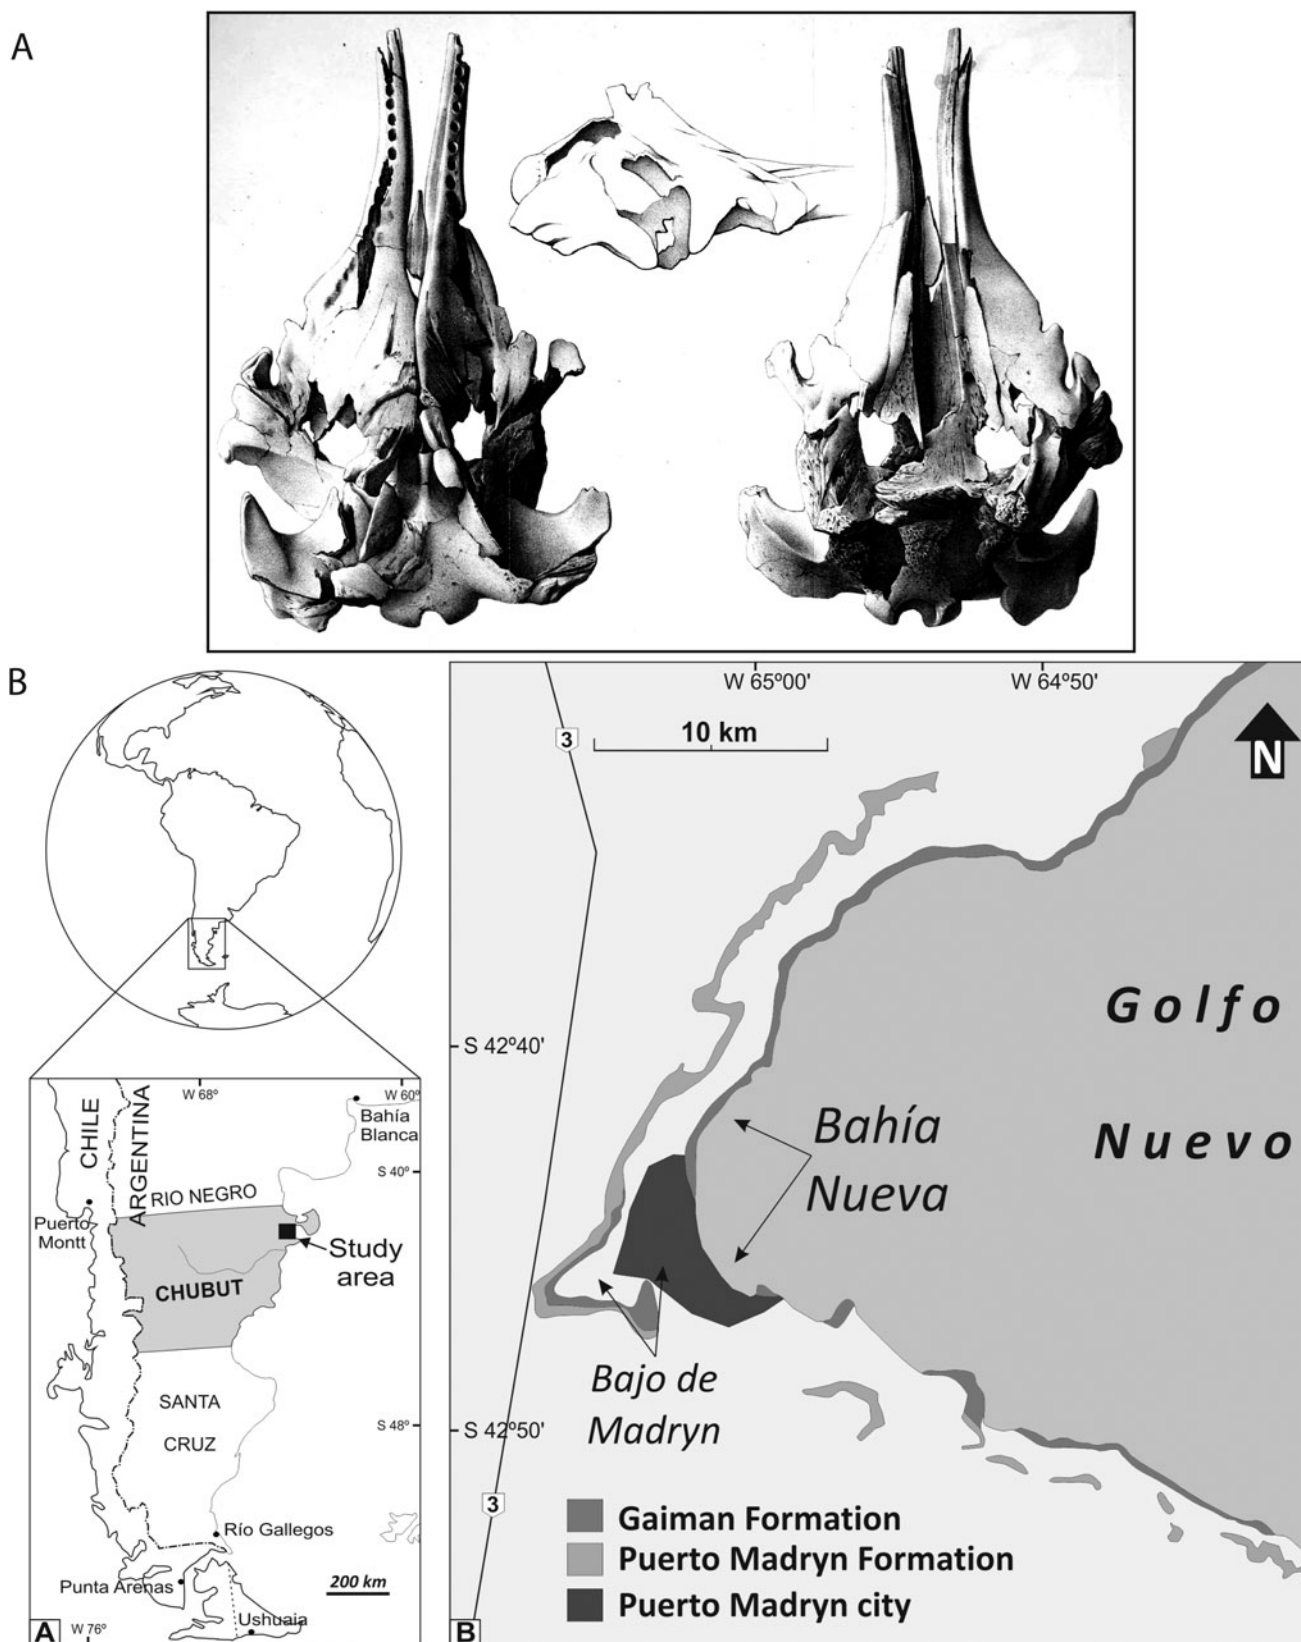 A
B
W 65º00'
W 64º50'
3
10 km
N
Golfo
Nuevo
S 42º40'
Bahía
Nueva
Bajo de
Madryn
S 42º50'
3
Gaiman Formation
Puerto Madryn Formation
Puerto Madryn city
B
CHILE
ARGENTINA
W 68º
W 60º
Bahía
Blanca
S 40º
RIO NEGRO
Puerto
Montt
Study
area
CHUBUT
SANTA
CRUZ
S 48º
Río Gallegos
Punta Arenas
200 km
Ushuaia
A
W 76º